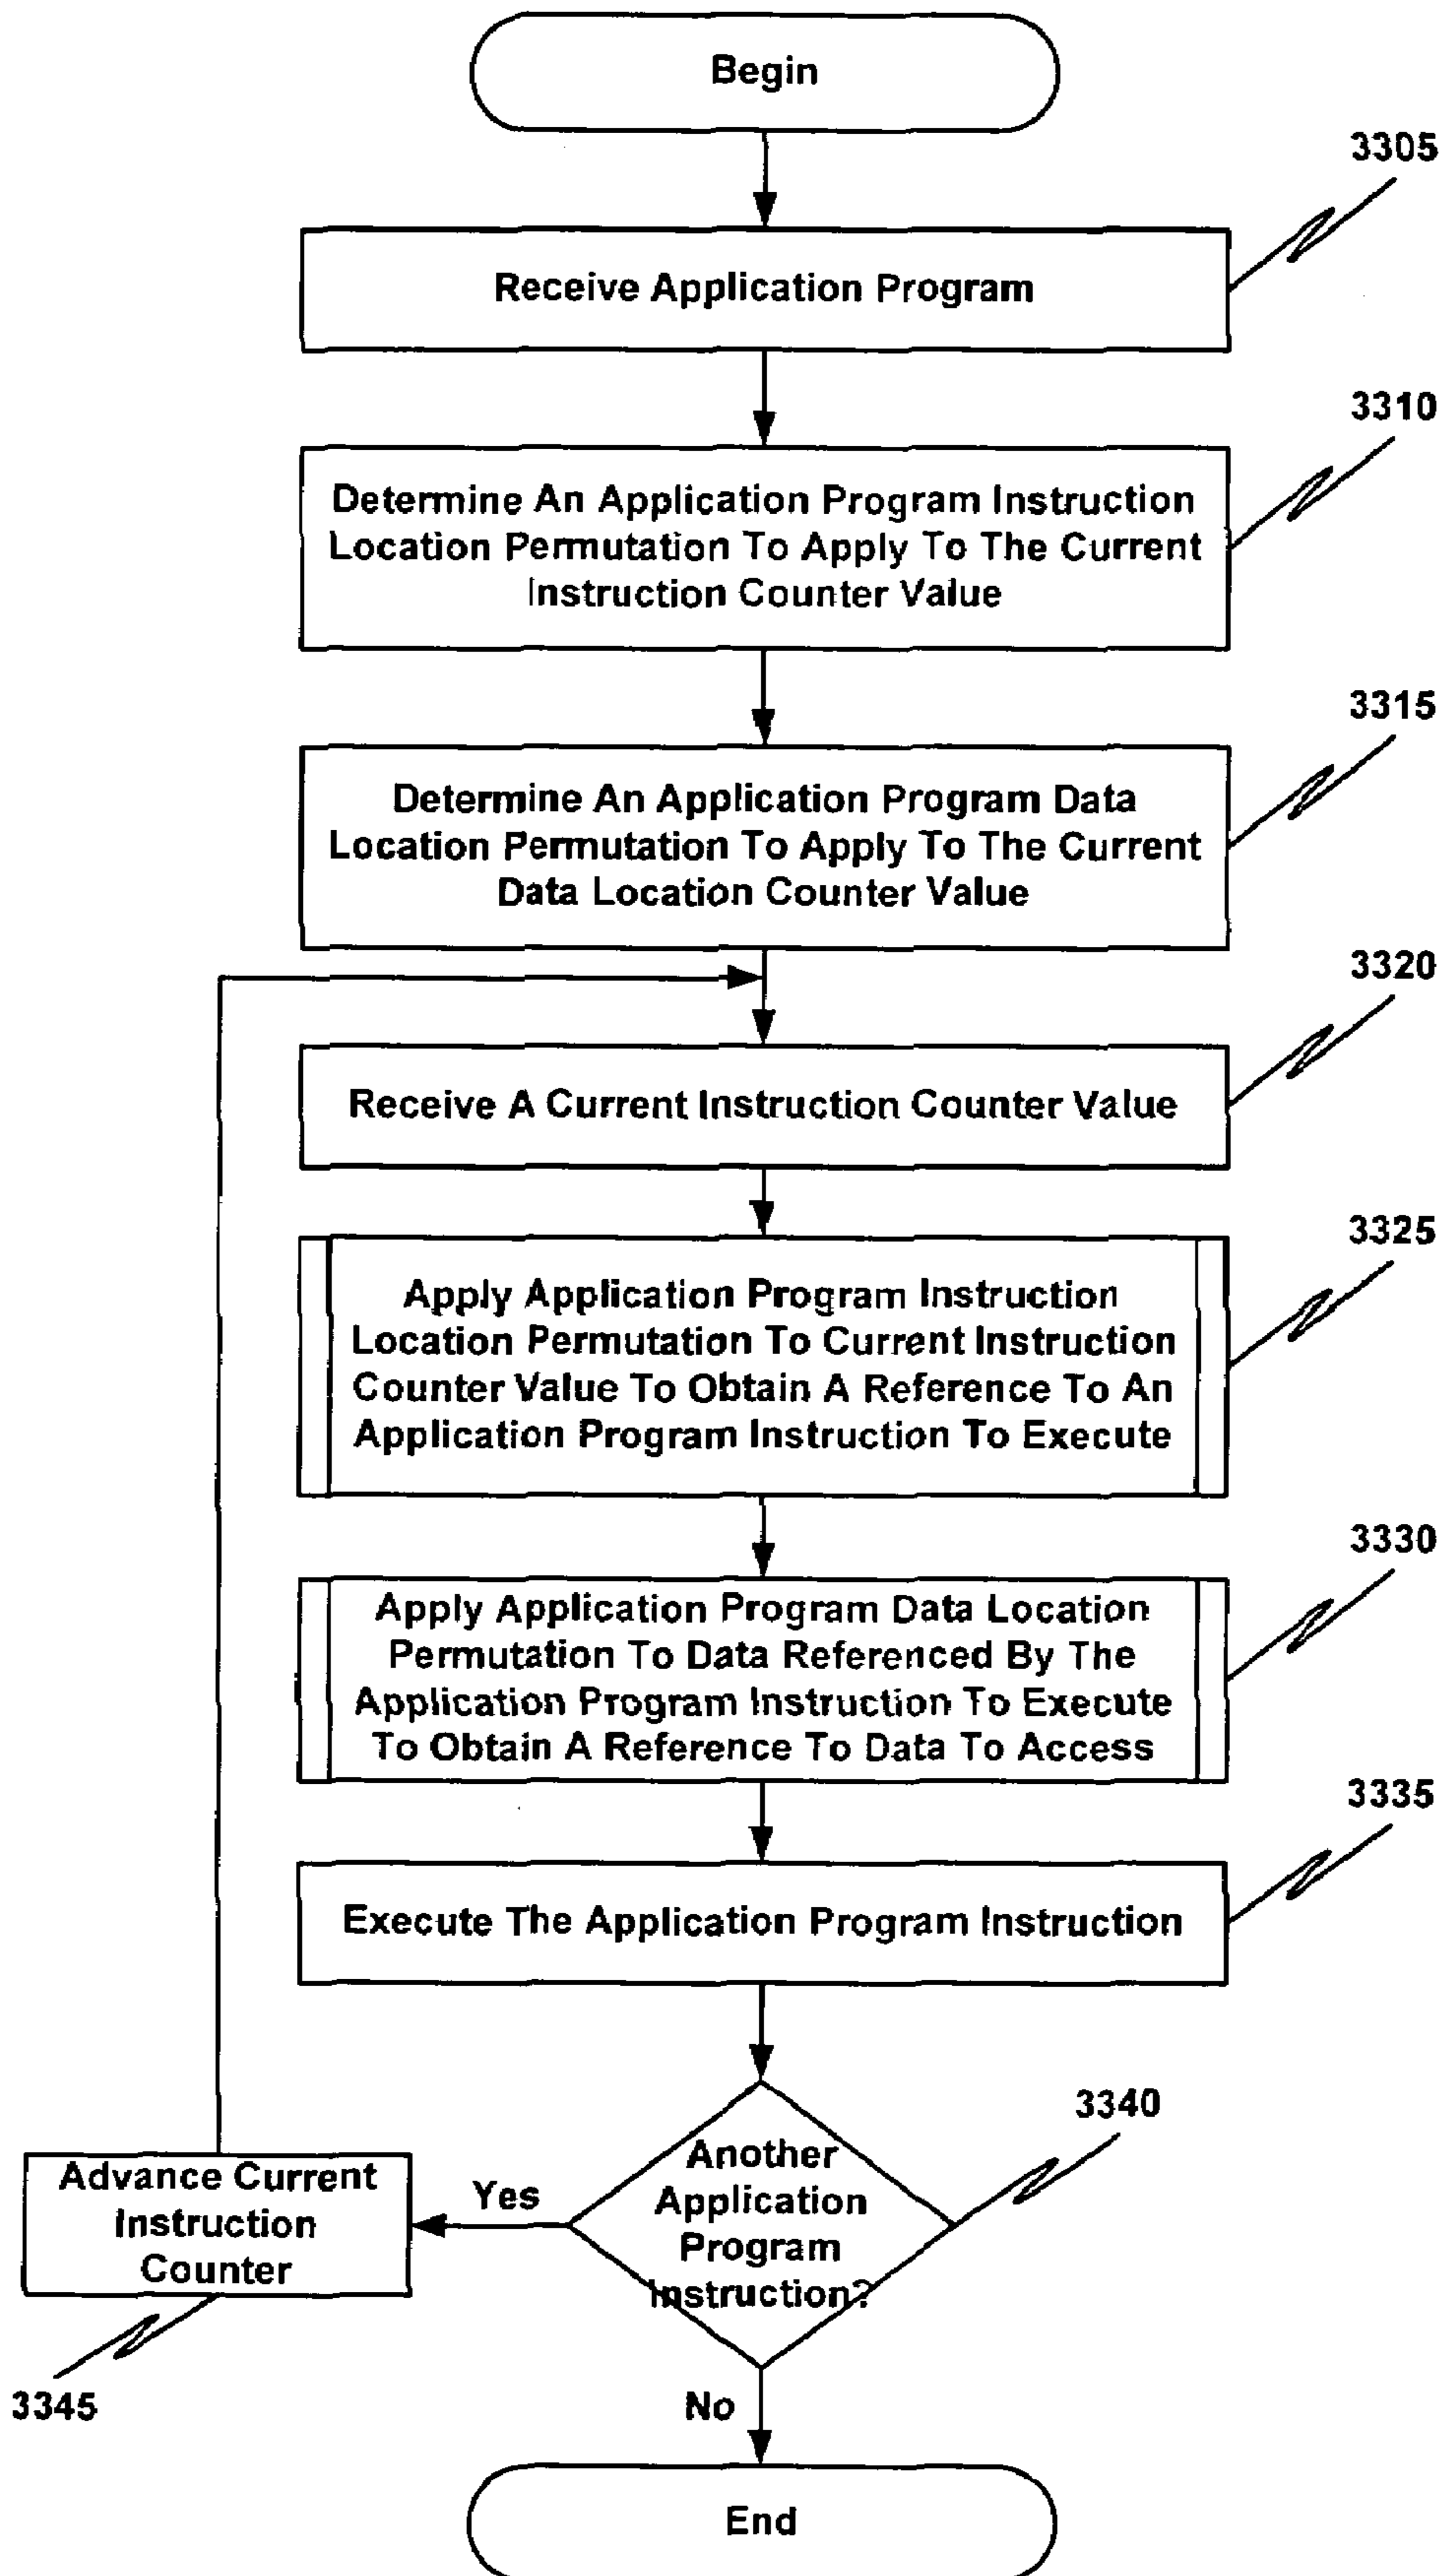 Begin
3305
Receive Application Program
3310
Determine An Application Program Instruction
Location Permutation To Apply To The Current
Instruction Counter Value
3315
Determine An Application Program Data
Location Permutation To Apply To The Current
Data Location Counter Value
3320
Receive A Current Instruction Counter Value
3325
Apply Application Program Instruction
Location Permutation To Current Instruction
Counter Value To Obtain A Reference To An
Application Program Instruction To Execute
3330
Apply Application Program Data Location
Permutation To Data Referenced By The
Application Program Instruction To Execute
To Obtain A Reference To Data To Access
3335
Execute The Application Program Instruction
3340
Another
Application
Program
Instruction?
Yes
Advance Current
Instruction
Counter
3345
No
End